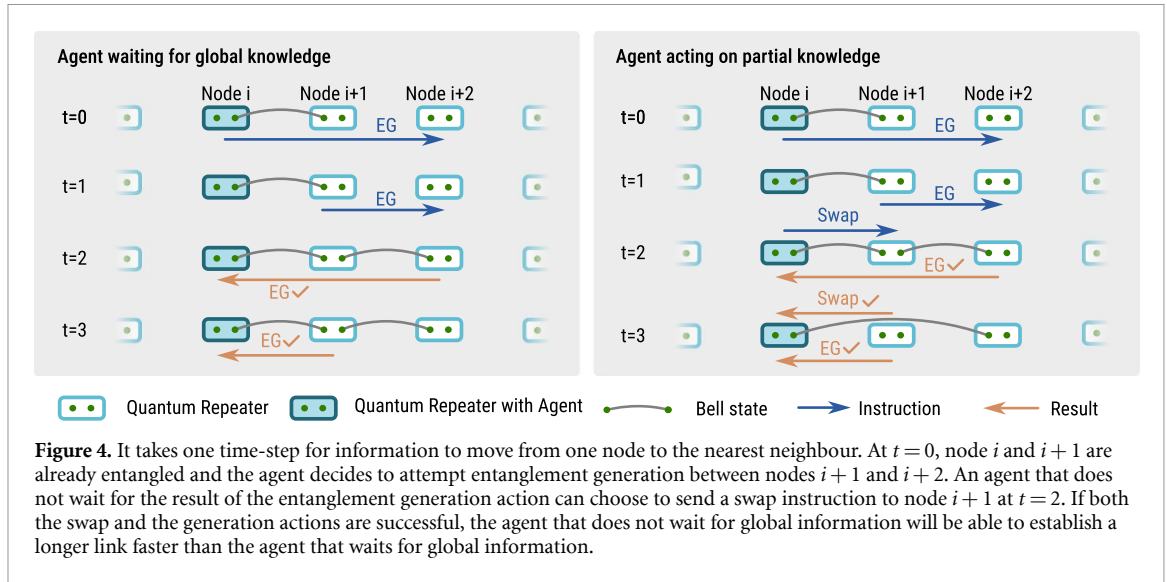 Agent waiting for global knowledge
Node i Node i+1 Node i+2
t=0
EG
t=1
EG
t=2
EG✓
t=3
EG✓
Agent acting on partial knowledge
Node i Node i+1 Node i+2
t=0
EG
t=1
EG
Swap
t=2
EG✓
Swap✓
t=3
EG✓
Quantum Repeater Quantum Repeater with Agent Bell state Instruction Result
Figure 4. It takes one time-step for information to move from one node to the nearest neighbour. At t = 0, node i and i + 1 are
already entangled and the agent decides to attempt entanglement generation between nodes i + 1 and i + 2. An agent that does
not wait for the result of the entanglement generation action can choose to send a swap instruction to node i + 1 at t = 2. If both
the swap and the generation actions are successful, the agent that does not wait for global information will be able to establish a
longer link faster than the agent that waits for global information.